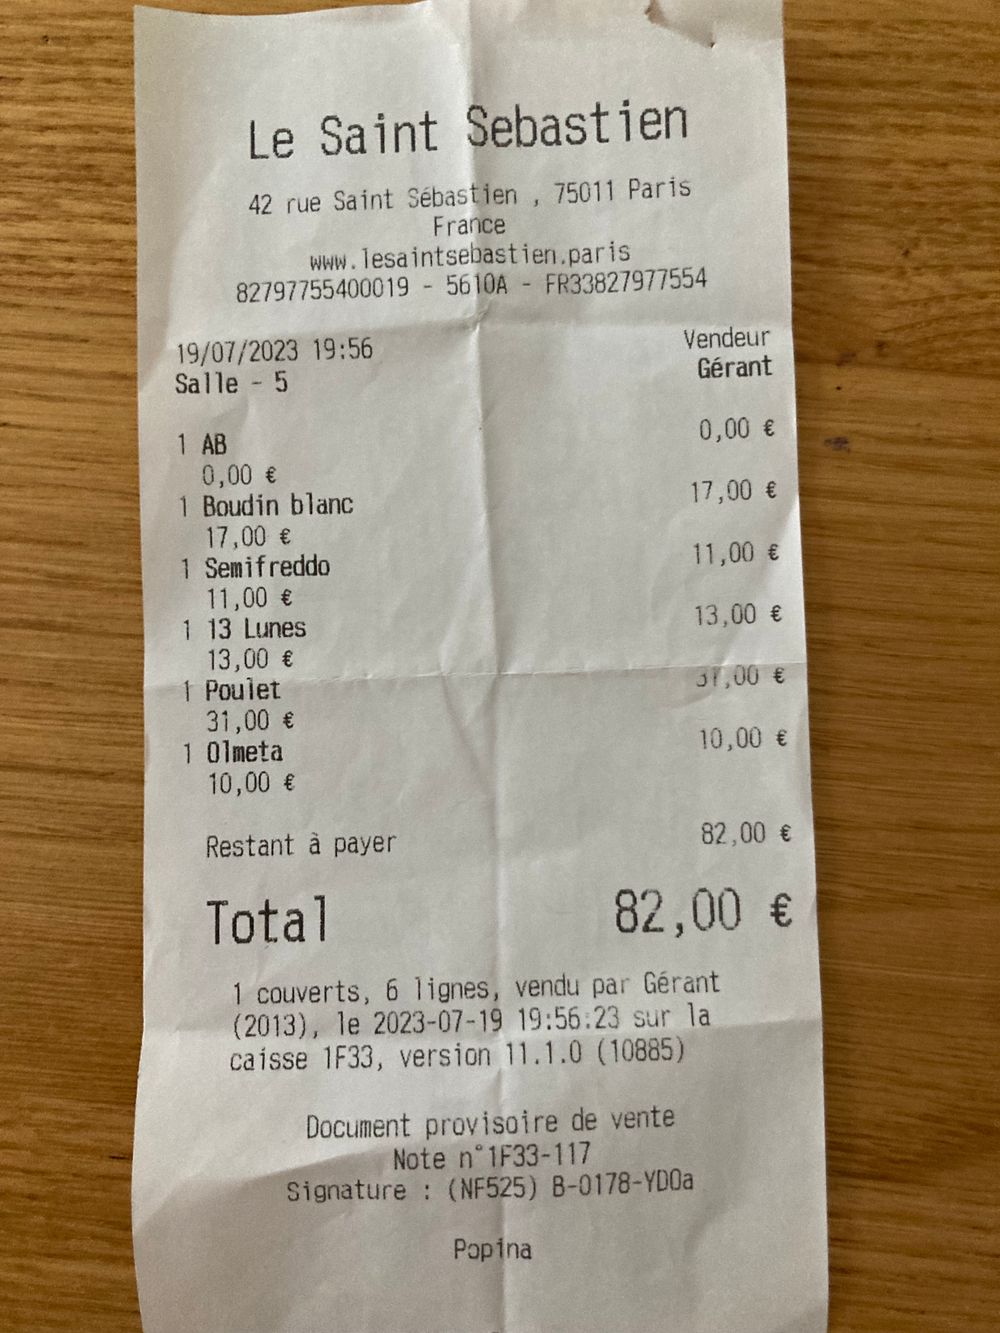 Le Saint Sebastien
42 rue Saint Sébastien , 75011 Paris
France
www.lesaintsebastien.paris
82797755400019 - 5610A - FR33827977554
19/07/2023 19:56 Vendeur
Salle - 5 Gérant
1 AB 0,00 €
0,00 €
1 Boudin blanc 17,00 €
17,00 €
1 Semifreddo 11,00 €
11,00 €
1 13 Lunes 13,00 €
13,00 €
1 Poulet 31,00 €
31,00 €
1 Olmeta 10,00 €
10,00 €
Restant à payer 82,00 €
Total 82,00 €
1 couverts, 6 lignes, vendu par Gérant
(2013), le 2023-07-19 19:56:23 sur la
caisse 1F33, version 11.1.0 (10885)
Document provisoire de vente
Note n°1F33-117
Signature : (NF525) B-0178-YDOa
Popina